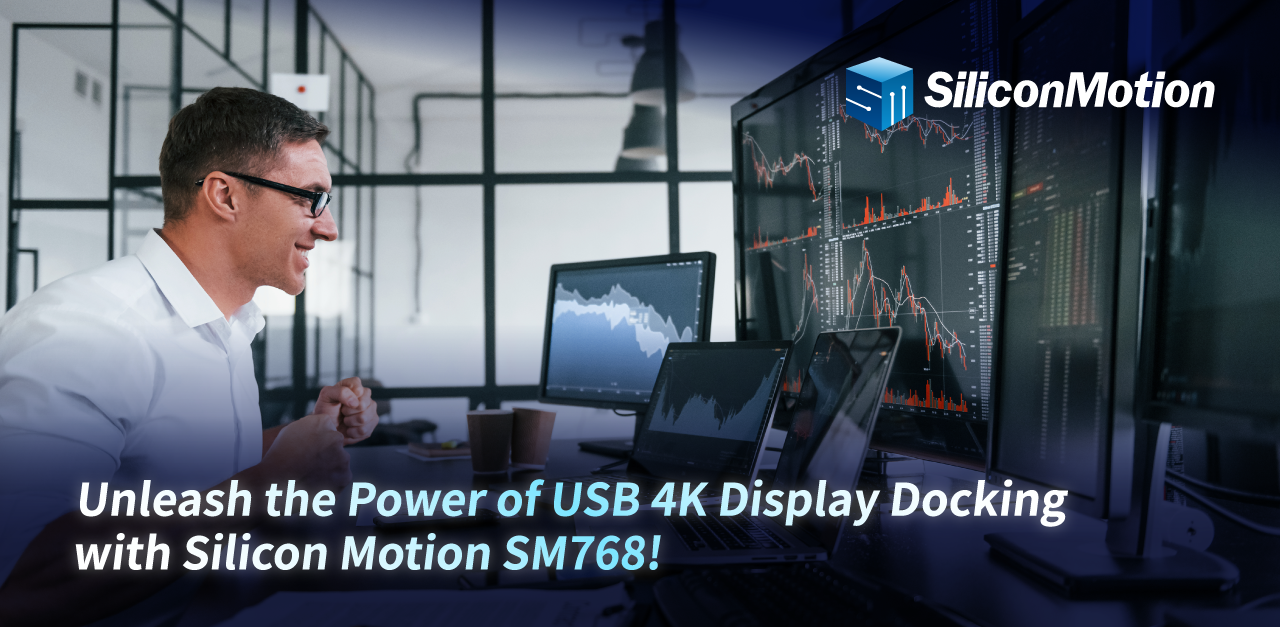 SiliconMotion
Unleash the Power of USB 4K Display Docking
with Silicon Motion SM768!